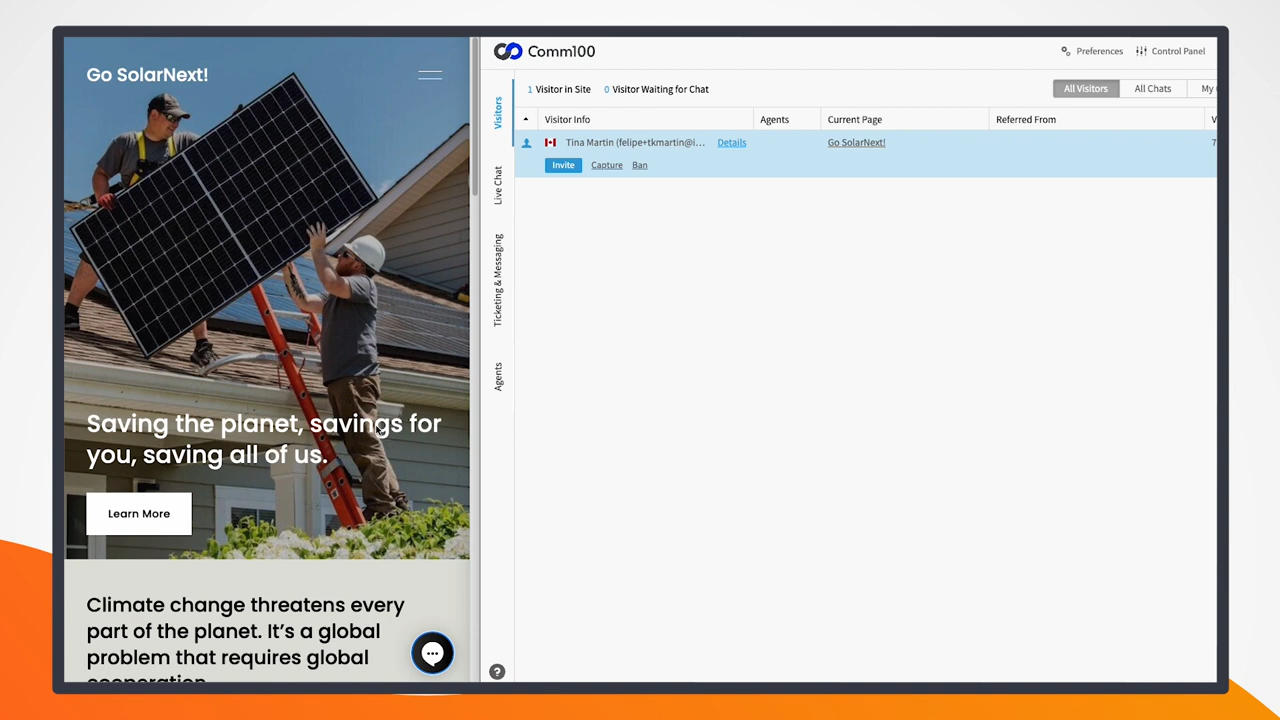 Go SolarNext!
Saving the planet, savings for
you, saving all of us.
Learn More
Climate change threatens every
part of the planet. It's a global
problem that requires global
cooperation.
Comm100
Preferences
Control Panel
Visitors
Live Chat
Ticketing & Messaging
Agents
1 Visitor in Site 0 Visitor Waiting for Chat
All Visitors All Chats My
Visitor Info Agents Current Page Referred From V
Tina Martin (felipe+tkmartin@i... Details Go SolarNext! 7
Invite Capture Ban
?